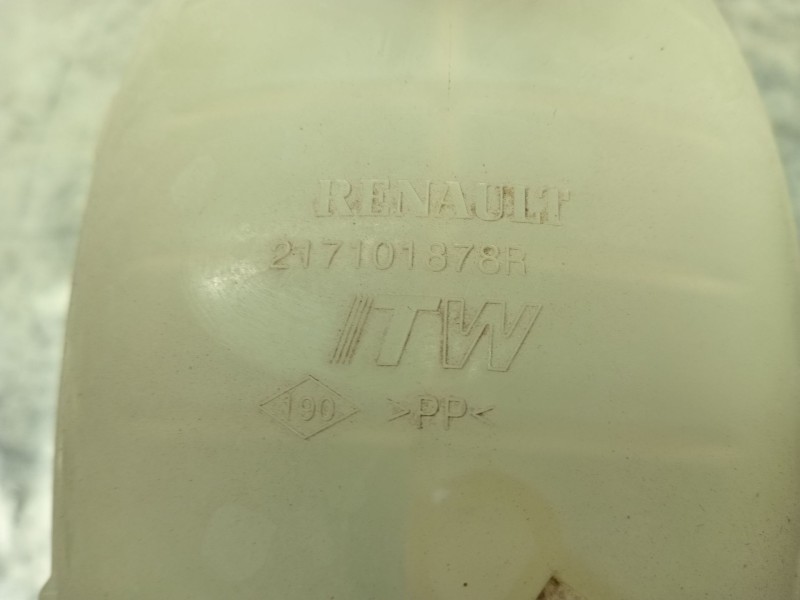 RENAULT
217101878R
ITW
190 >PP<